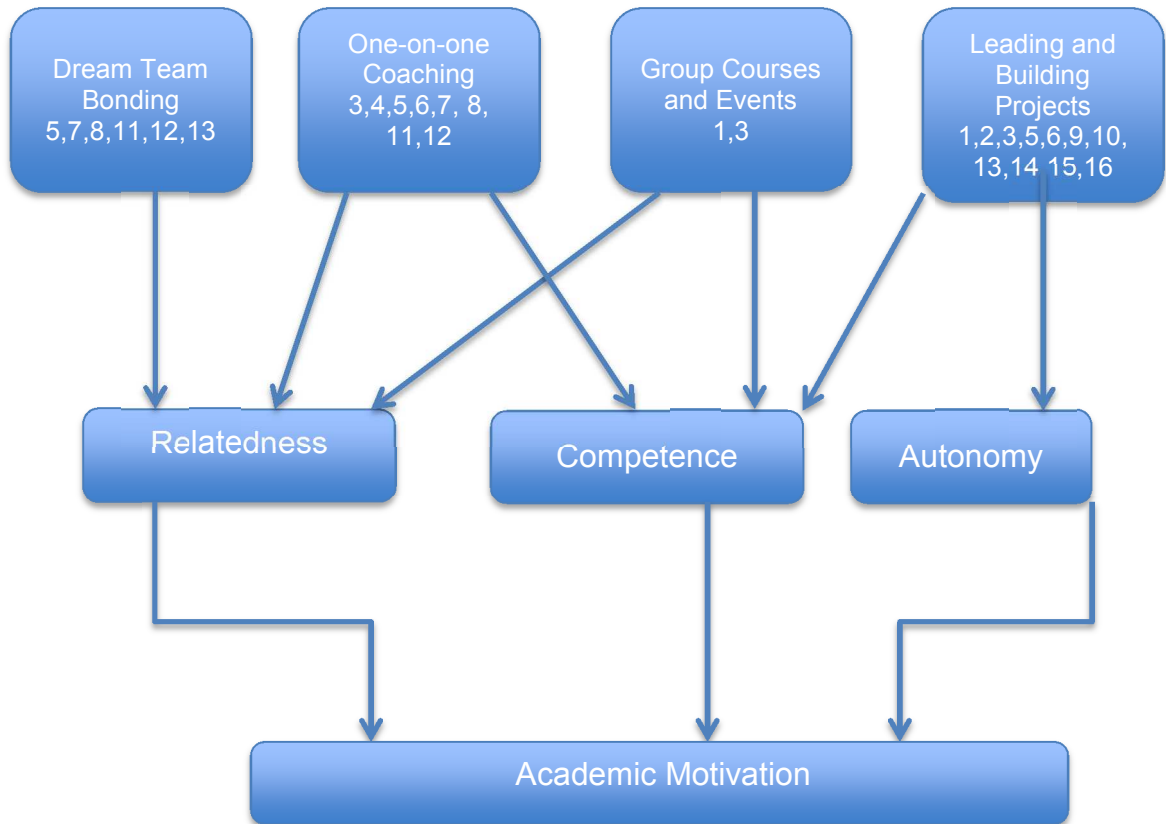 Dream Team
Bonding
5,7,8,11,12,13
One-on-one
Coaching
3,4,5,6,7, 8,
11,12
Group Courses
and Events
1,3
Leading and
Building
Projects
1,2,3,5,6,9,10,
13,14,15,16
Relatedness
Competence
Autonomy
Academic Motivation